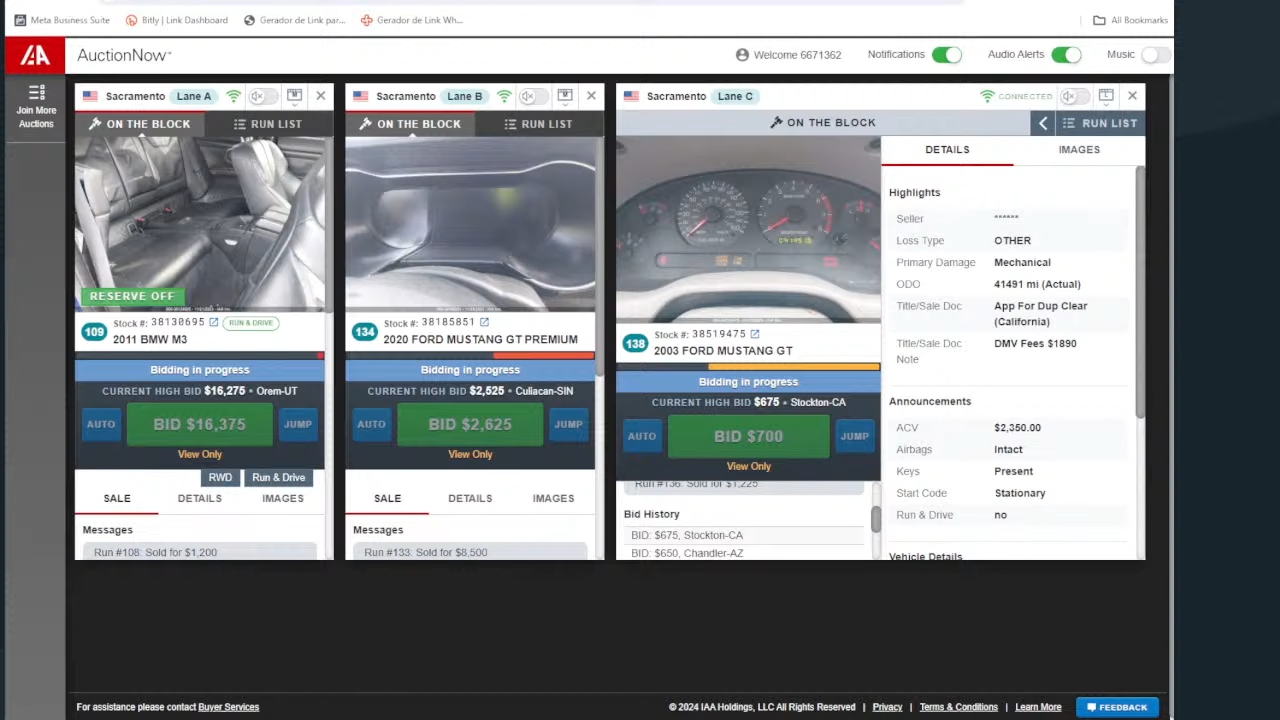 Meta Business Suite
Bitly | Link Dashboard
Gerador de Link par...
Gerador de Link Wh...
All Bookmarks
IAA
AuctionNow™
Welcome 6671362
Notifications
Audio Alerts
Music
Join More
Auctions
Sacramento Lane A
ON THE BLOCK
RUN LIST
RESERVE OFF
109
Stock #: 38130695
RUN & DRIVE
2011 BMW M3
Bidding in progress
CURRENT HIGH BID $16,275 • Orem-UT
AUTO
BID $16,375
JUMP
View Only
RWD
Run & Drive
SALE
DETAILS
IMAGES
Messages
Run #108: Sold for $1,200
Sacramento Lane B
ON THE BLOCK
RUN LIST
134
Stock #: 38185851
2020 FORD MUSTANG GT PREMIUM
Bidding in progress
CURRENT HIGH BID $2,525 • Culiacan-SIN
AUTO
BID $2,625
JUMP
View Only
SALE
DETAILS
IMAGES
Messages
Run #133: Sold for $8,500
Sacramento Lane C
CONNECTED
ON THE BLOCK
RUN LIST
138
Stock #: 38519475
2003 FORD MUSTANG GT
Bidding in progress
CURRENT HIGH BID $675 • Stockton-CA
AUTO
BID $700
JUMP
View Only
Run #136: Sold for $1,225
Bid History
BID: $675, Stockton-CA
BID: $650, Chandler-AZ
DETAILS
IMAGES
Highlights
Seller ******
Loss Type OTHER
Primary Damage Mechanical
ODO 41491 mi (Actual)
Title/Sale Doc App For Dup Clear
(California)
Title/Sale Doc DMV Fees $1890
Note
Announcements
ACV $2,350.00
Airbags Intact
Keys Present
Start Code Stationary
Run & Drive no
Vehicle Details
For assistance please contact Buyer Services
© 2024 IAA Holdings, LLC All Rights Reserved | Privacy | Terms & Conditions | Learn More
FEEDBACK